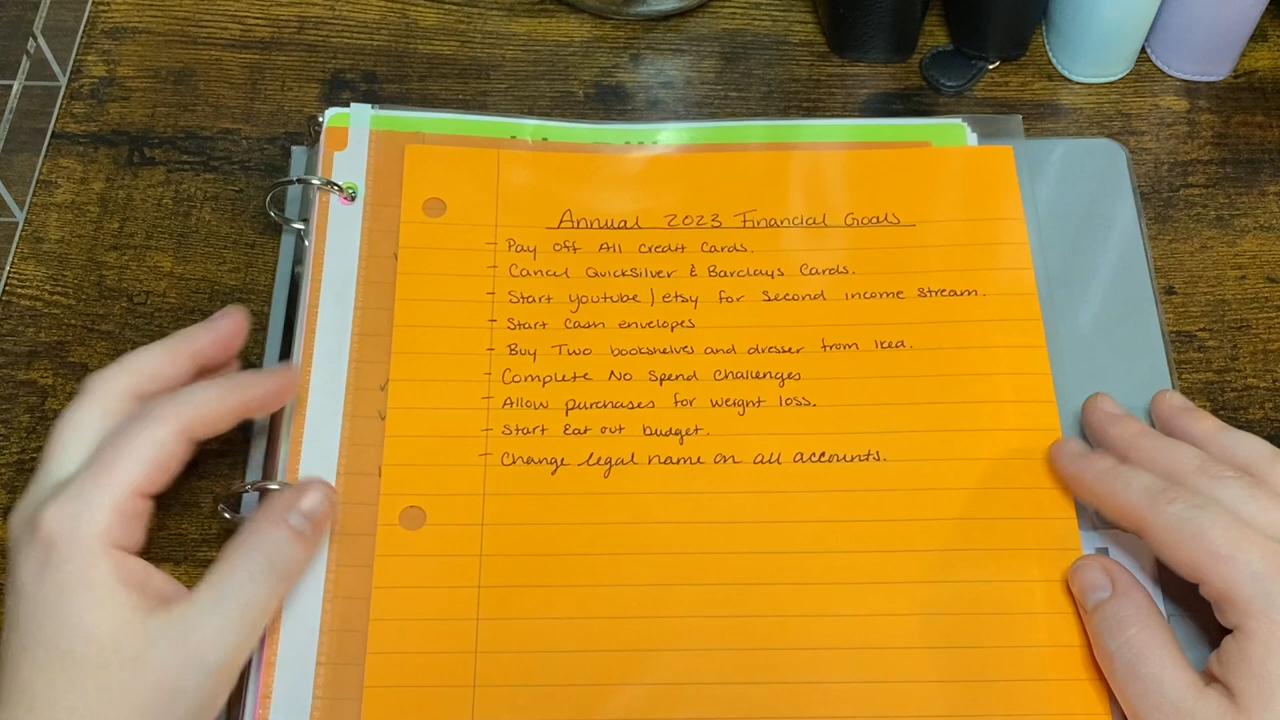 Annual 2023 Financial Goals
- Pay off All credit cards.
- Cancel Quicksilver & Barclays Cards.
- Start youtube / etsy for second income stream.
- Start Cash envelopes
- Buy Two bookshelves and dresser from Ikea.
- Complete No Spend Challenges
- Allow purchases for weight loss.
- Start Eat out budget.
- Change legal name on all accounts.